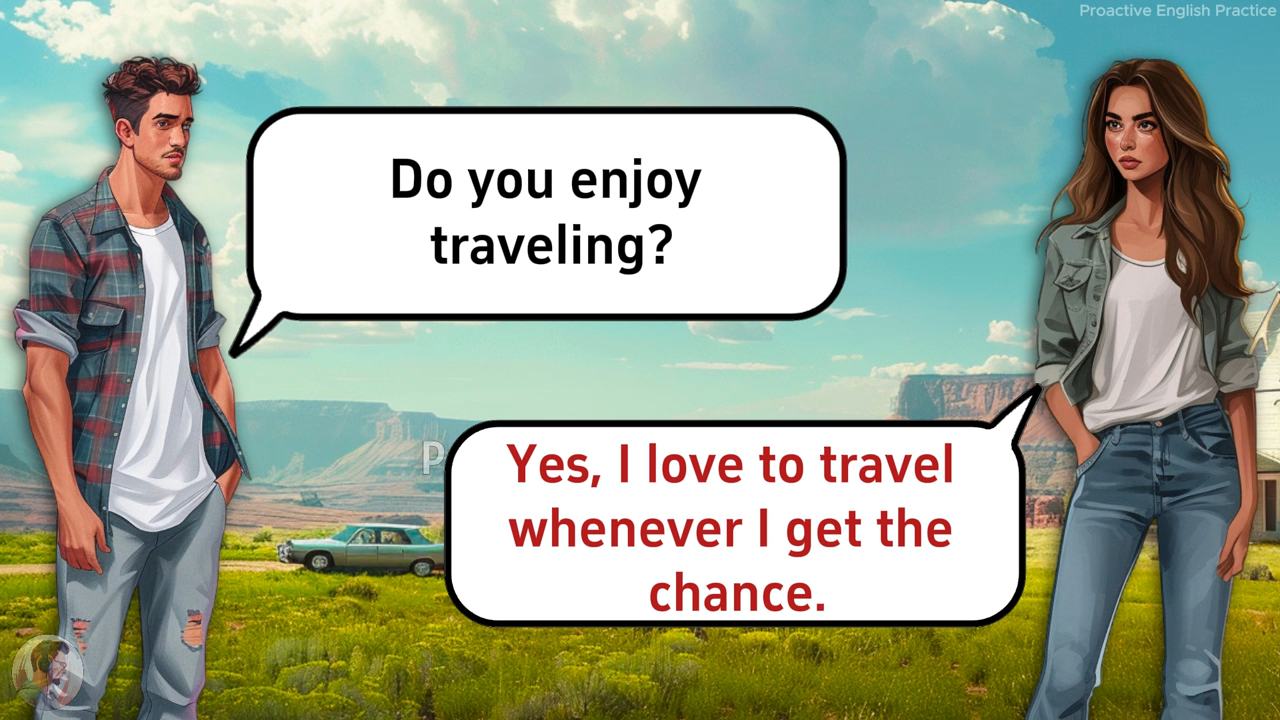 Proactive English Practice
Do you enjoy
traveling?
Yes, I love to travel
whenever I get the
chance.